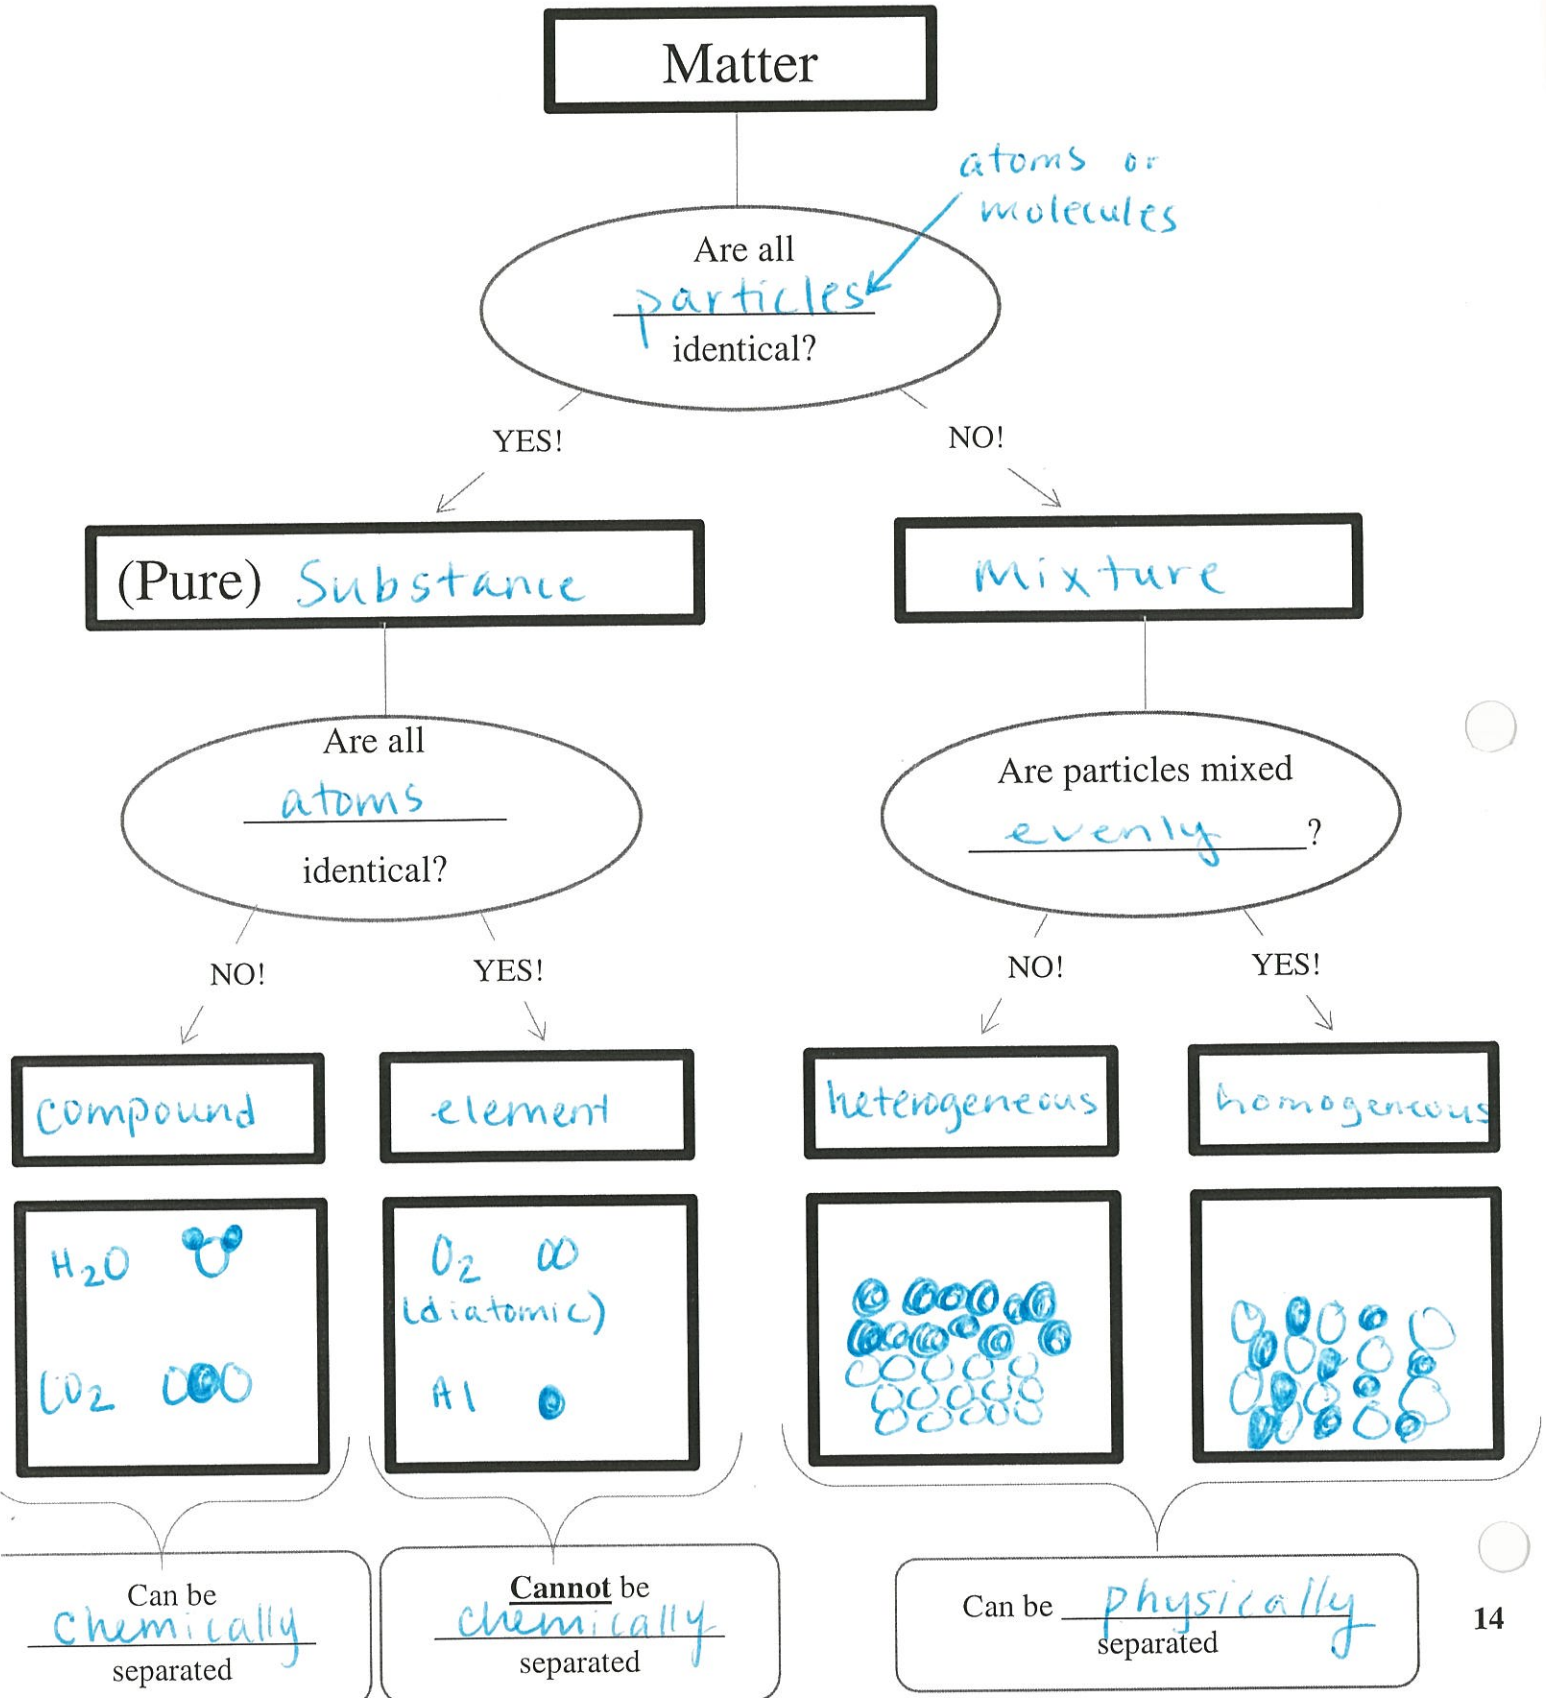 Matter
atoms or
molecules
Are all
particles
identical?
YES!
NO!
(Pure) Substance
Mixture
Are all
atoms
identical?
Are particles mixed
evenly ?
NO!
YES!
NO!
YES!
compound
element
heterogeneous
homogeneous
H2O
CO2
O2
(diatomic)
Al
Can be
chemically
separated
Cannot be
chemically
separated
Can be physically
separated
14